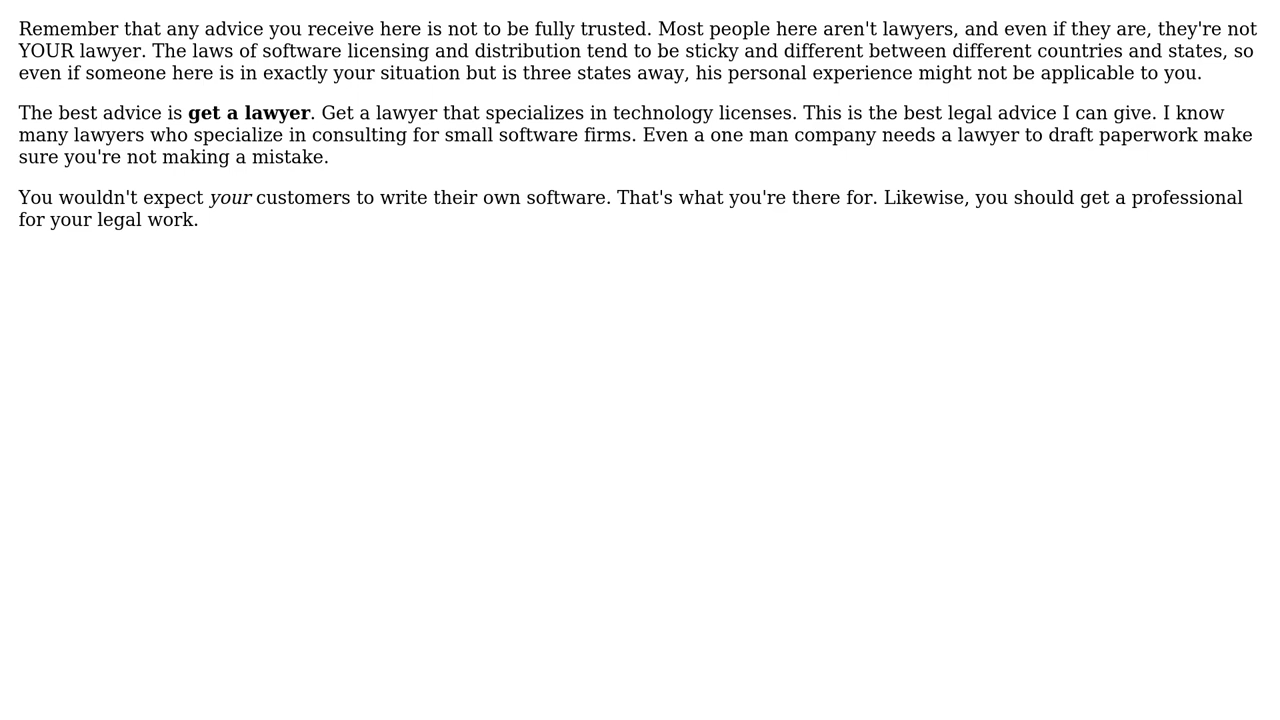 Remember that any advice you receive here is not to be fully trusted. Most people here aren't lawyers, and even if they are, they're not
YOUR lawyer. The laws of software licensing and distribution tend to be sticky and different between different countries and states, so
even if someone here is in exactly your situation but is three states away, his personal experience might not be applicable to you.
The best advice is get a lawyer. Get a lawyer that specializes in technology licenses. This is the best legal advice I can give. I know
many lawyers who specialize in consulting for small software firms. Even a one man company needs a lawyer to draft paperwork make
sure you're not making a mistake.
You wouldn't expect your customers to write their own software. That's what you're there for. Likewise, you should get a professional
for your legal work.